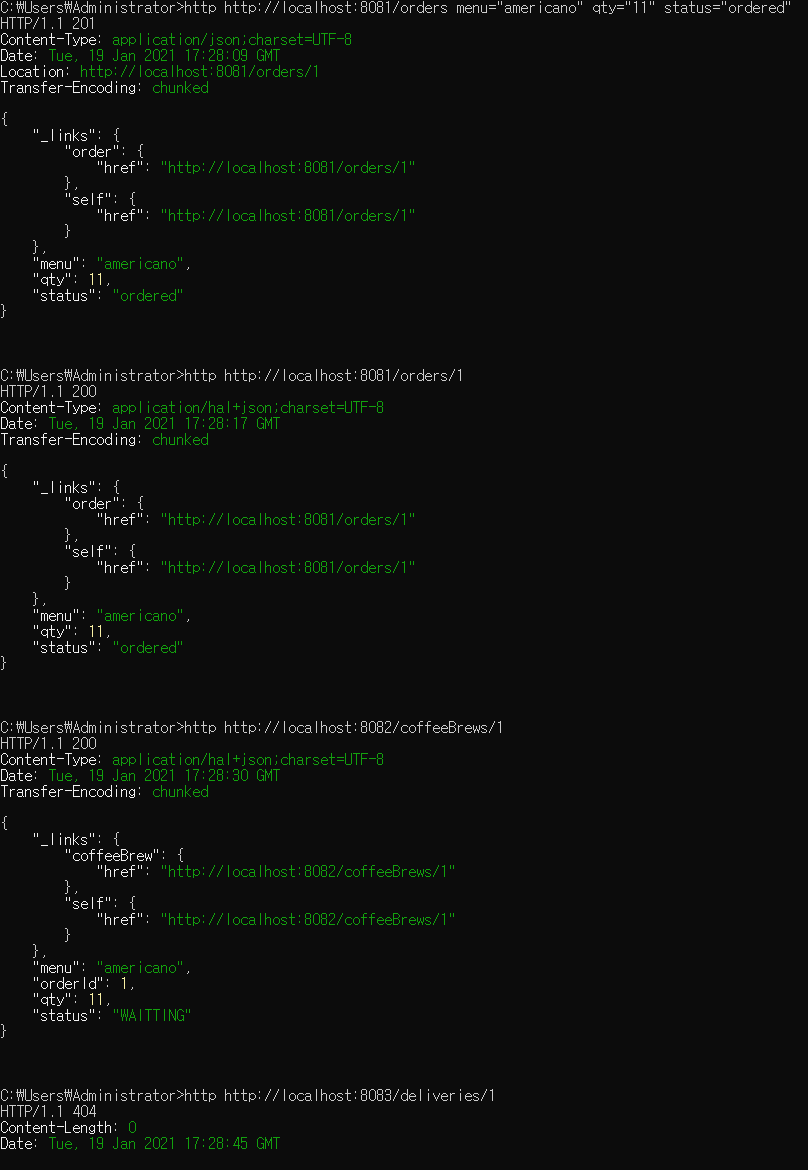 C:₩Users₩Administrator>http http://localhost:8081/orders menu="americano" qty="11" status="ordered"
HTTP/1.1 201
Content-Type: application/json;charset=UTF-8
Date: Tue, 19 Jan 2021 17:28:09 GMT
Location: http://localhost:8081/orders/1
Transfer-Encoding: chunked
{
    "_links": {
        "order": {
            "href": "http://localhost:8081/orders/1"
        },
        "self": {
            "href": "http://localhost:8081/orders/1"
        }
    },
    "menu": "americano",
    "qty": 11,
    "status": "ordered"
}
C:₩Users₩Administrator>http http://localhost:8081/orders/1
HTTP/1.1 200
Content-Type: application/hal+json;charset=UTF-8
Date: Tue, 19 Jan 2021 17:28:17 GMT
Transfer-Encoding: chunked
{
    "_links": {
        "order": {
            "href": "http://localhost:8081/orders/1"
        },
        "self": {
            "href": "http://localhost:8081/orders/1"
        }
    },
    "menu": "americano",
    "qty": 11,
    "status": "ordered"
}
C:₩Users₩Administrator>http http://localhost:8082/coffeeBrews/1
HTTP/1.1 200
Content-Type: application/hal+json;charset=UTF-8
Date: Tue, 19 Jan 2021 17:28:30 GMT
Transfer-Encoding: chunked
{
    "_links": {
        "coffeeBrew": {
            "href": "http://localhost:8082/coffeeBrews/1"
        },
        "self": {
            "href": "http://localhost:8082/coffeeBrews/1"
        }
    },
    "menu": "americano",
    "orderId": 1,
    "qty": 11,
    "status": "WAITTING"
}
C:₩Users₩Administrator>http http://localhost:8083/deliveries/1
HTTP/1.1 404
Content-Length: 0
Date: Tue, 19 Jan 2021 17:28:45 GMT